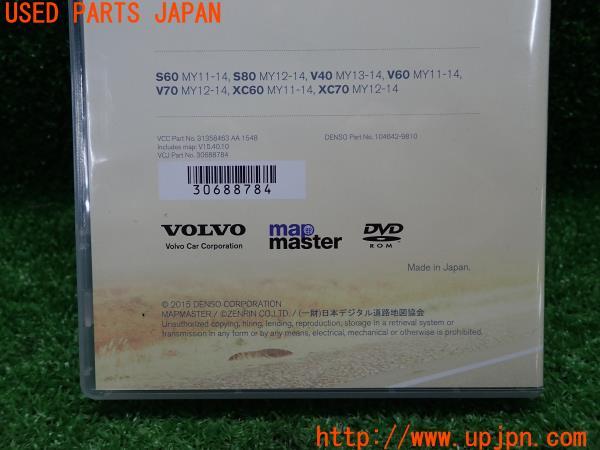 USED PARTS JAPAN
S60 MY11-14, S80 MY12-14, V40 MY13-14, V60 MY11-14,
V70 MY12-14, XC60 MY11-14, XC70 MY12-14
VCC Part No. 31358463 AA 1548
DENSO Part No. 104642-9810
Includes map: V15.40.10
VCJ Part No. 30688784
30688784
VOLVO
Volvo Car Corporation
map master
DVD
ROM
Made in Japan.
© 2015 DENSO CORPORATION
MAPMASTER / ©ZENRIN CO.,LTD. / (一財)日本デジタル道路地図協会
Unauthorized copying, hiring, lending, reproduction, storage in a retrieval system or
transmission in any form or by any means, electrical, mechanical or otherwise is prohibited.
http://www.upjpn.com/